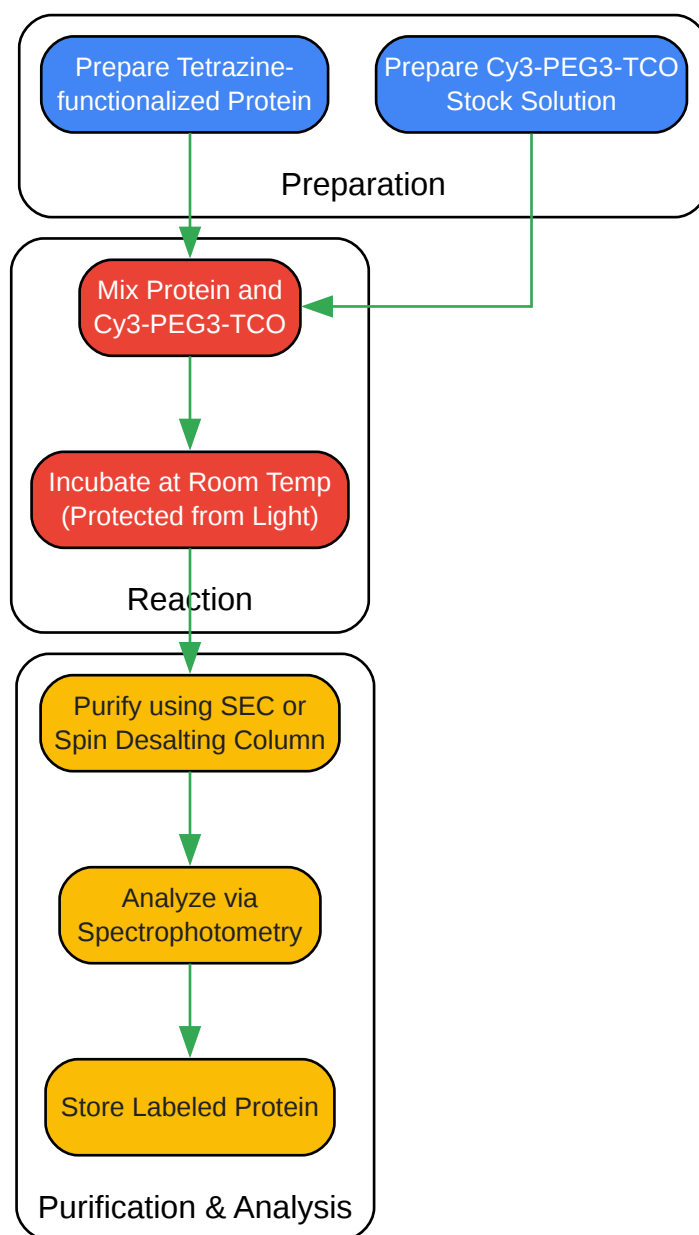 Prepare Tetrazine-
functionalized Protein
Prepare Cy3-PEG3-TCO
Stock Solution
Preparation
Mix Protein and
Cy3-PEG3-TCO
Incubate at Room Temp
(Protected from Light)
Reaction
Purify using SEC or
Spin Desalting Column
Analyze via
Spectrophotometry
Store Labeled Protein
Purification & Analysis